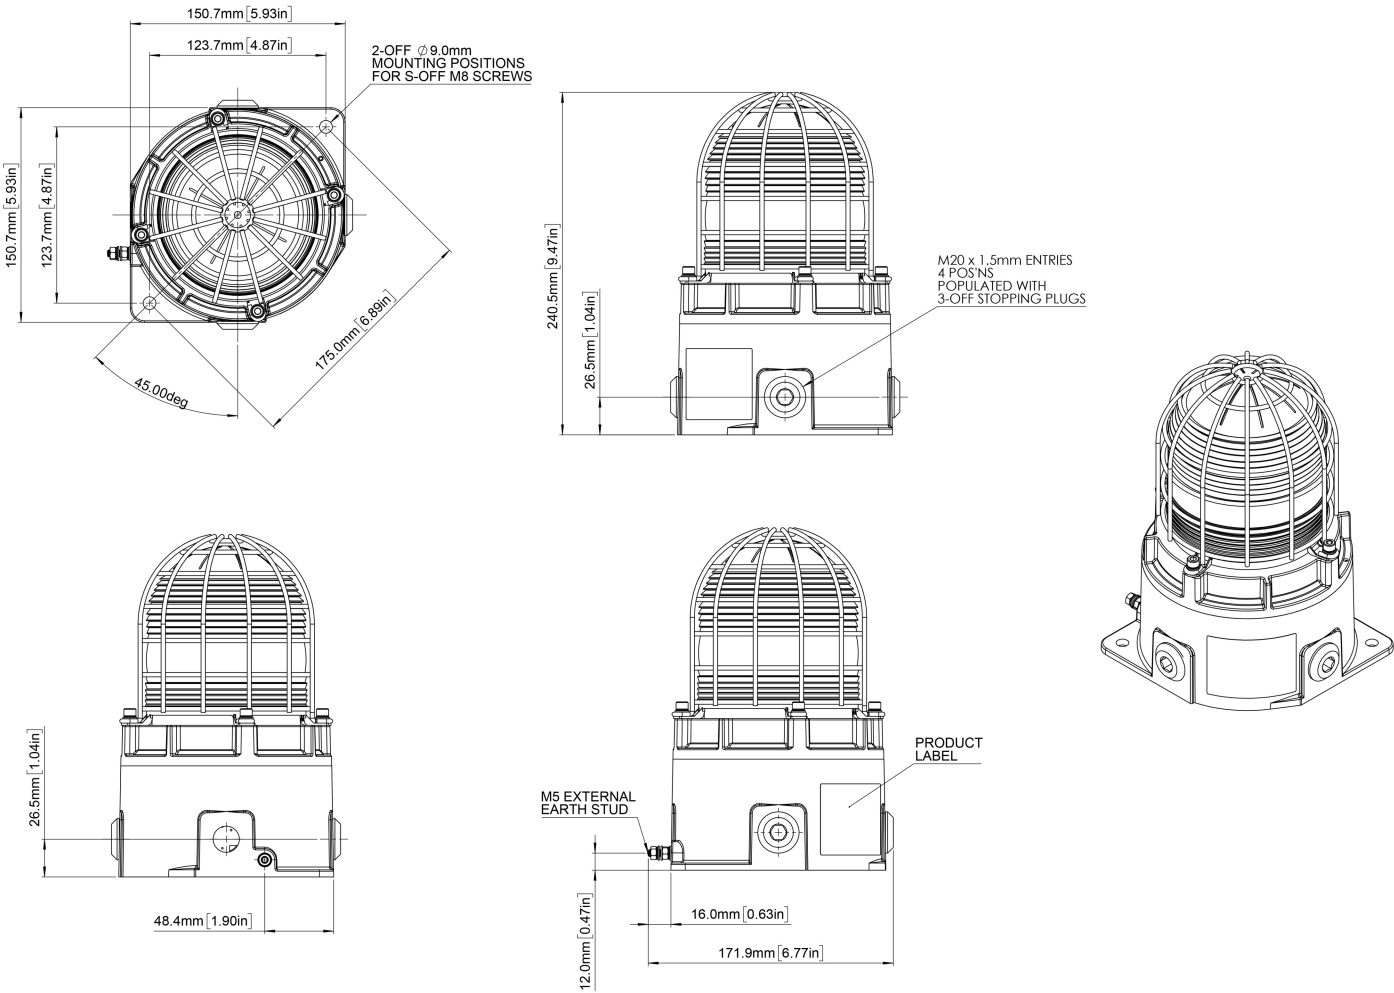 150.7mm[5.93in]
123.7mm[4.87in]
2-OFF ∅9.0mm
MOUNTING POSITIONS
FOR S-OFF M8 SCREWS
150.7mm[5.93in]
123.7mm[4.87in]
175.0mm[6.89in]
45.00deg
240.5mm[9.47in]
26.5mm[1.04in]
M20 x 1.5mm ENTRIES
4 POS'NS
POPULATED WITH
3-OFF STOPPING PLUGS
26.5mm[1.04in]
48.4mm[1.90in]
M5 EXTERNAL
EARTH STUD
PRODUCT
LABEL
12.0mm[0.47in]
16.0mm[0.63in]
171.9mm[6.77in]